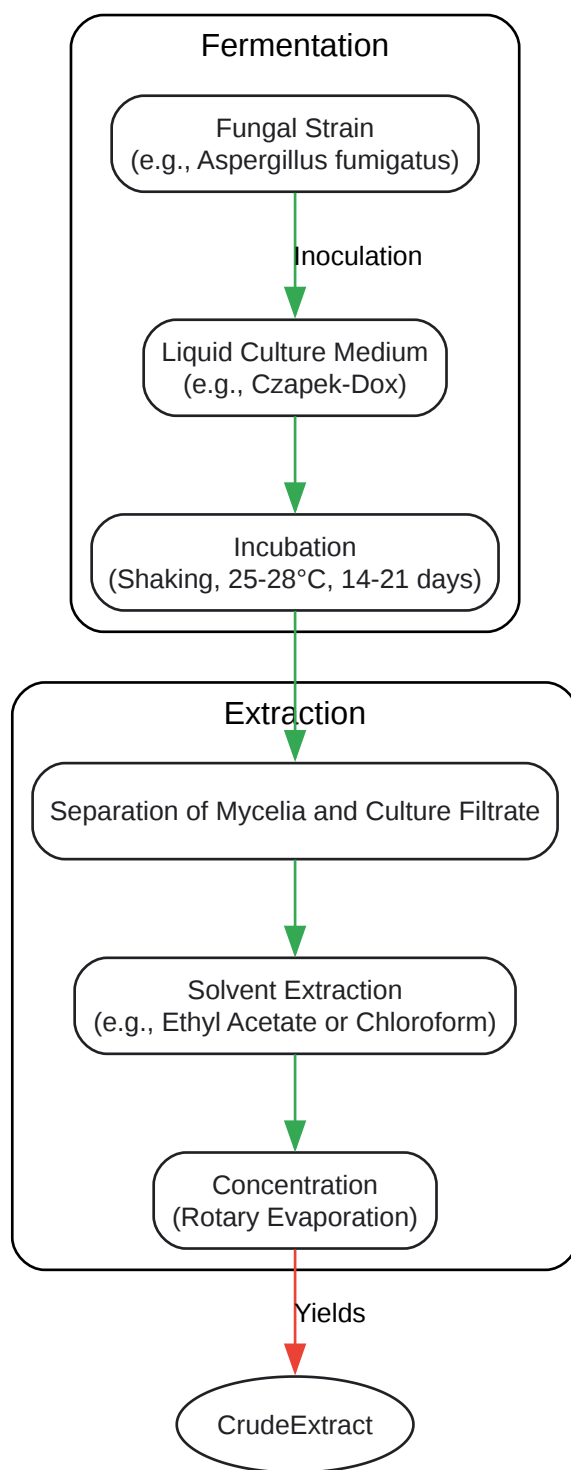 Fermentation
Fungal Strain
(e.g., Aspergillus fumigatus)
Inoculation
Liquid Culture Medium
(e.g., Czapek-Dox)
Incubation
(Shaking, 25-28°C, 14-21 days)
Extraction
Separation of Mycelia and Culture Filtrate
Solvent Extraction
(e.g., Ethyl Acetate or Chloroform)
Concentration
(Rotary Evaporation)
Yields
CrudeExtract